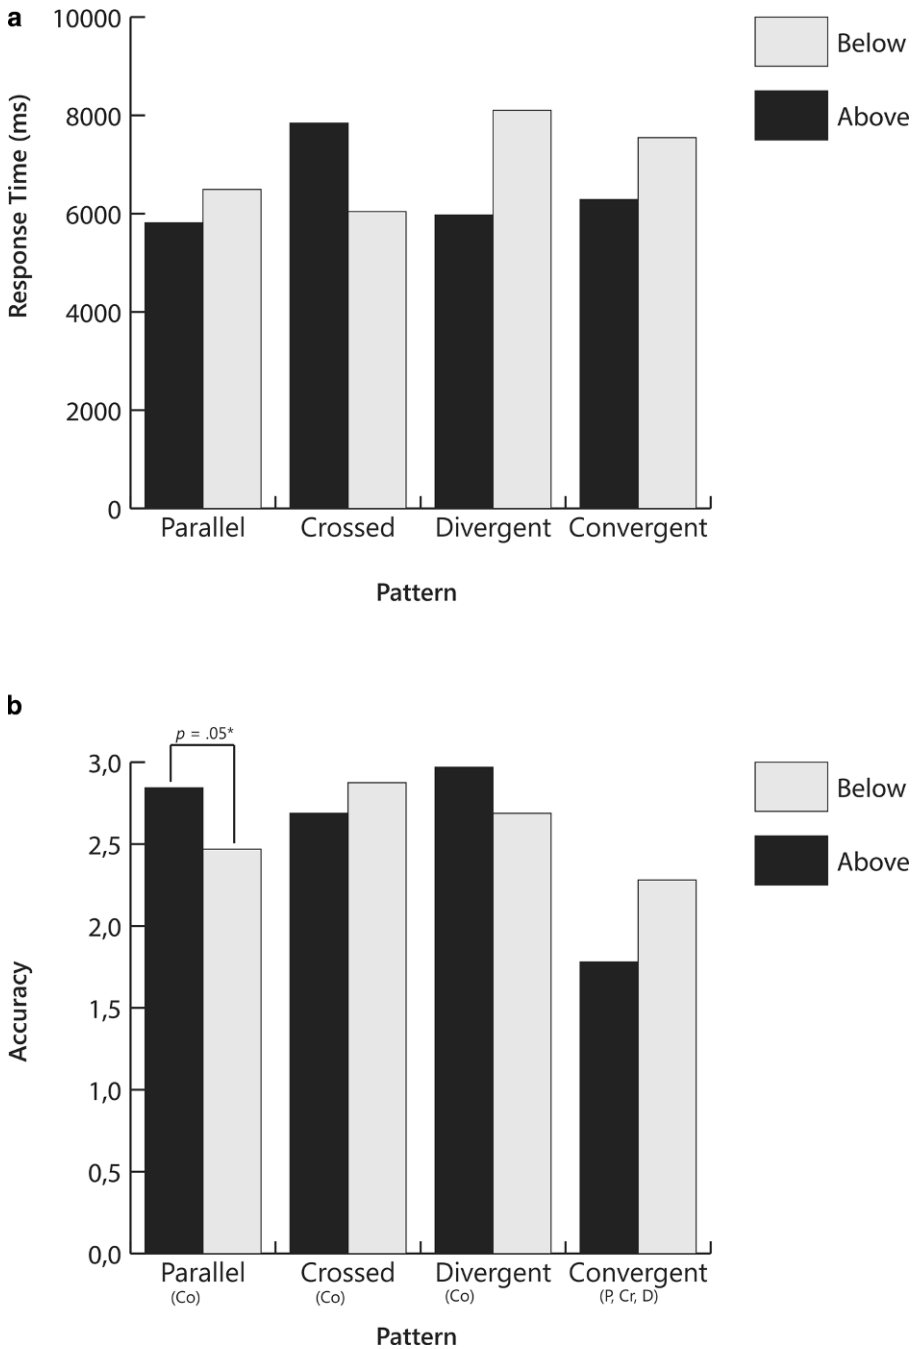 a
10000
8000
6000
4000
2000
0
Response Time (ms)
Below
Above
Parallel Crossed Divergent Convergent
Pattern
b
p = .05*
3,0
2,5
2,0
1,5
1,0
0,5
0,0
Accuracy
Below
Above
Parallel Crossed Divergent Convergent
(Co) (Co) (Co) (P, Cr, D)
Pattern